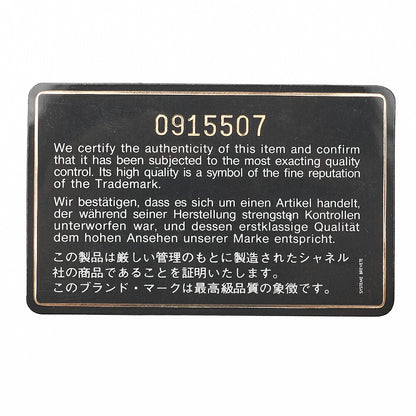 0915507
We certify the authenticity of this item and confirm
that it has been subjected to the most exacting quality
control. Its high quality is a symbol of the fine reputation
of the Trademark.
Wir bestätigen, dass es sich um einen Artikel handelt,
der während seiner Herstellung strengsten Kontrollen
unterworfen war, und dessen erstklassige Qualität
dem hohen Ansehen unserer Marke entspricht.
この製品は厳しい管理のもとに製造されたシャネル
社の商品であることを証明いたします。
このブランド・マークは最高級品質の象徴です。